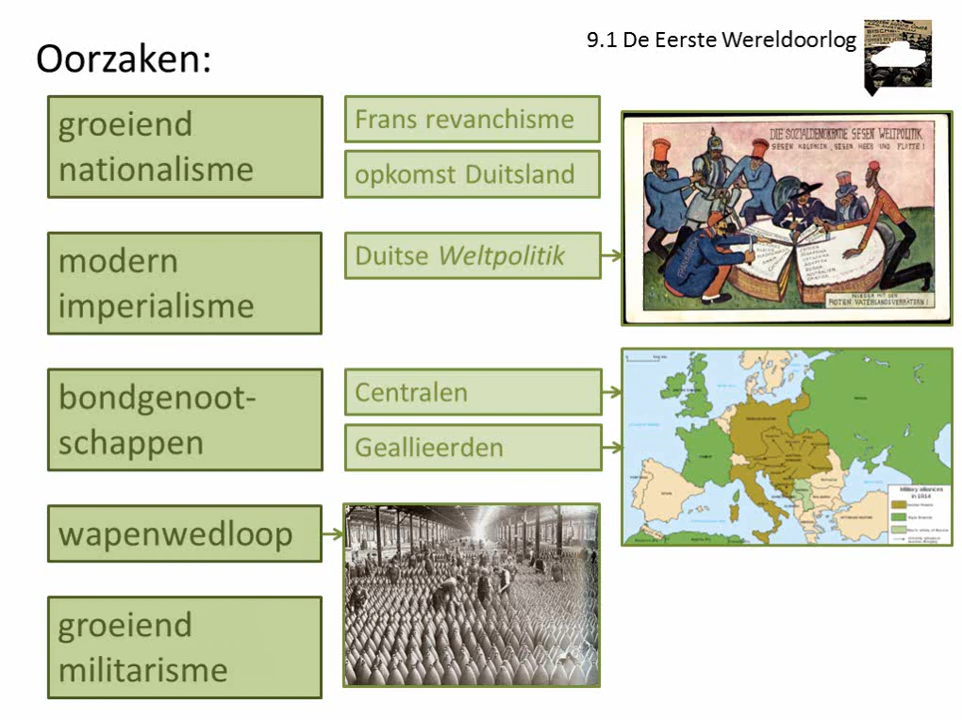 9.1 De Eerste Wereldoorlog
Oorzaken:
groeiend
nationalisme
Frans revanchisme
opkomst Duitsland
modern
imperialisme
Duitse Weltpolitik
DIE SOZIALDEMOKRATIE GEGEN WELTPOLITIK
GEGEN KOLONIEN, GEGEN HEER UND FLOTTE!
NIEDER MIT DEN
ROTEN VATERLANDSVERRÄTERN!
bondgenoot-
schappen
Centralen
Geallieerden
Military alliances
in 1914
wapenwedloop
groeiend
militarisme